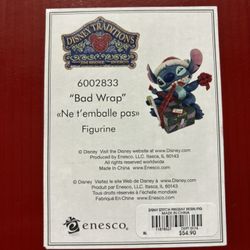 DISNEY TRADITIONS
6002833
“Bad Wrap”
«Ne t’emballe pas»
Figurine
© Disney Visit the Disney website at www.disney.com
Produced by Enesco, LLC. Itasca, IL 60143
All rights reserved worldwide
Made in China by Enesco, LLC.
© Disney Visitez le site Web de Disney à www.disney.com
Produit par Enesco, LLC. Itasca, IL 60143
Tous droits réservés à l'échelle mondiale
Fabriqué En Chine www.enesco.com
enesco.
MADE IN CHINA
$54.90